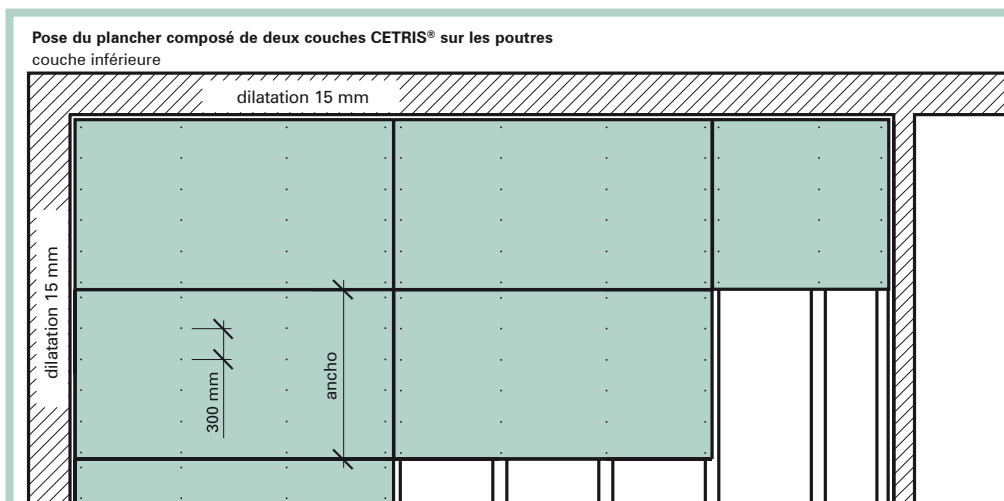 Pose du plancher composé de deux couches CETRIS® sur les poutres
couche inférieure
dilatation 15 mm
dilatation 15 mm
300 mm
ancho